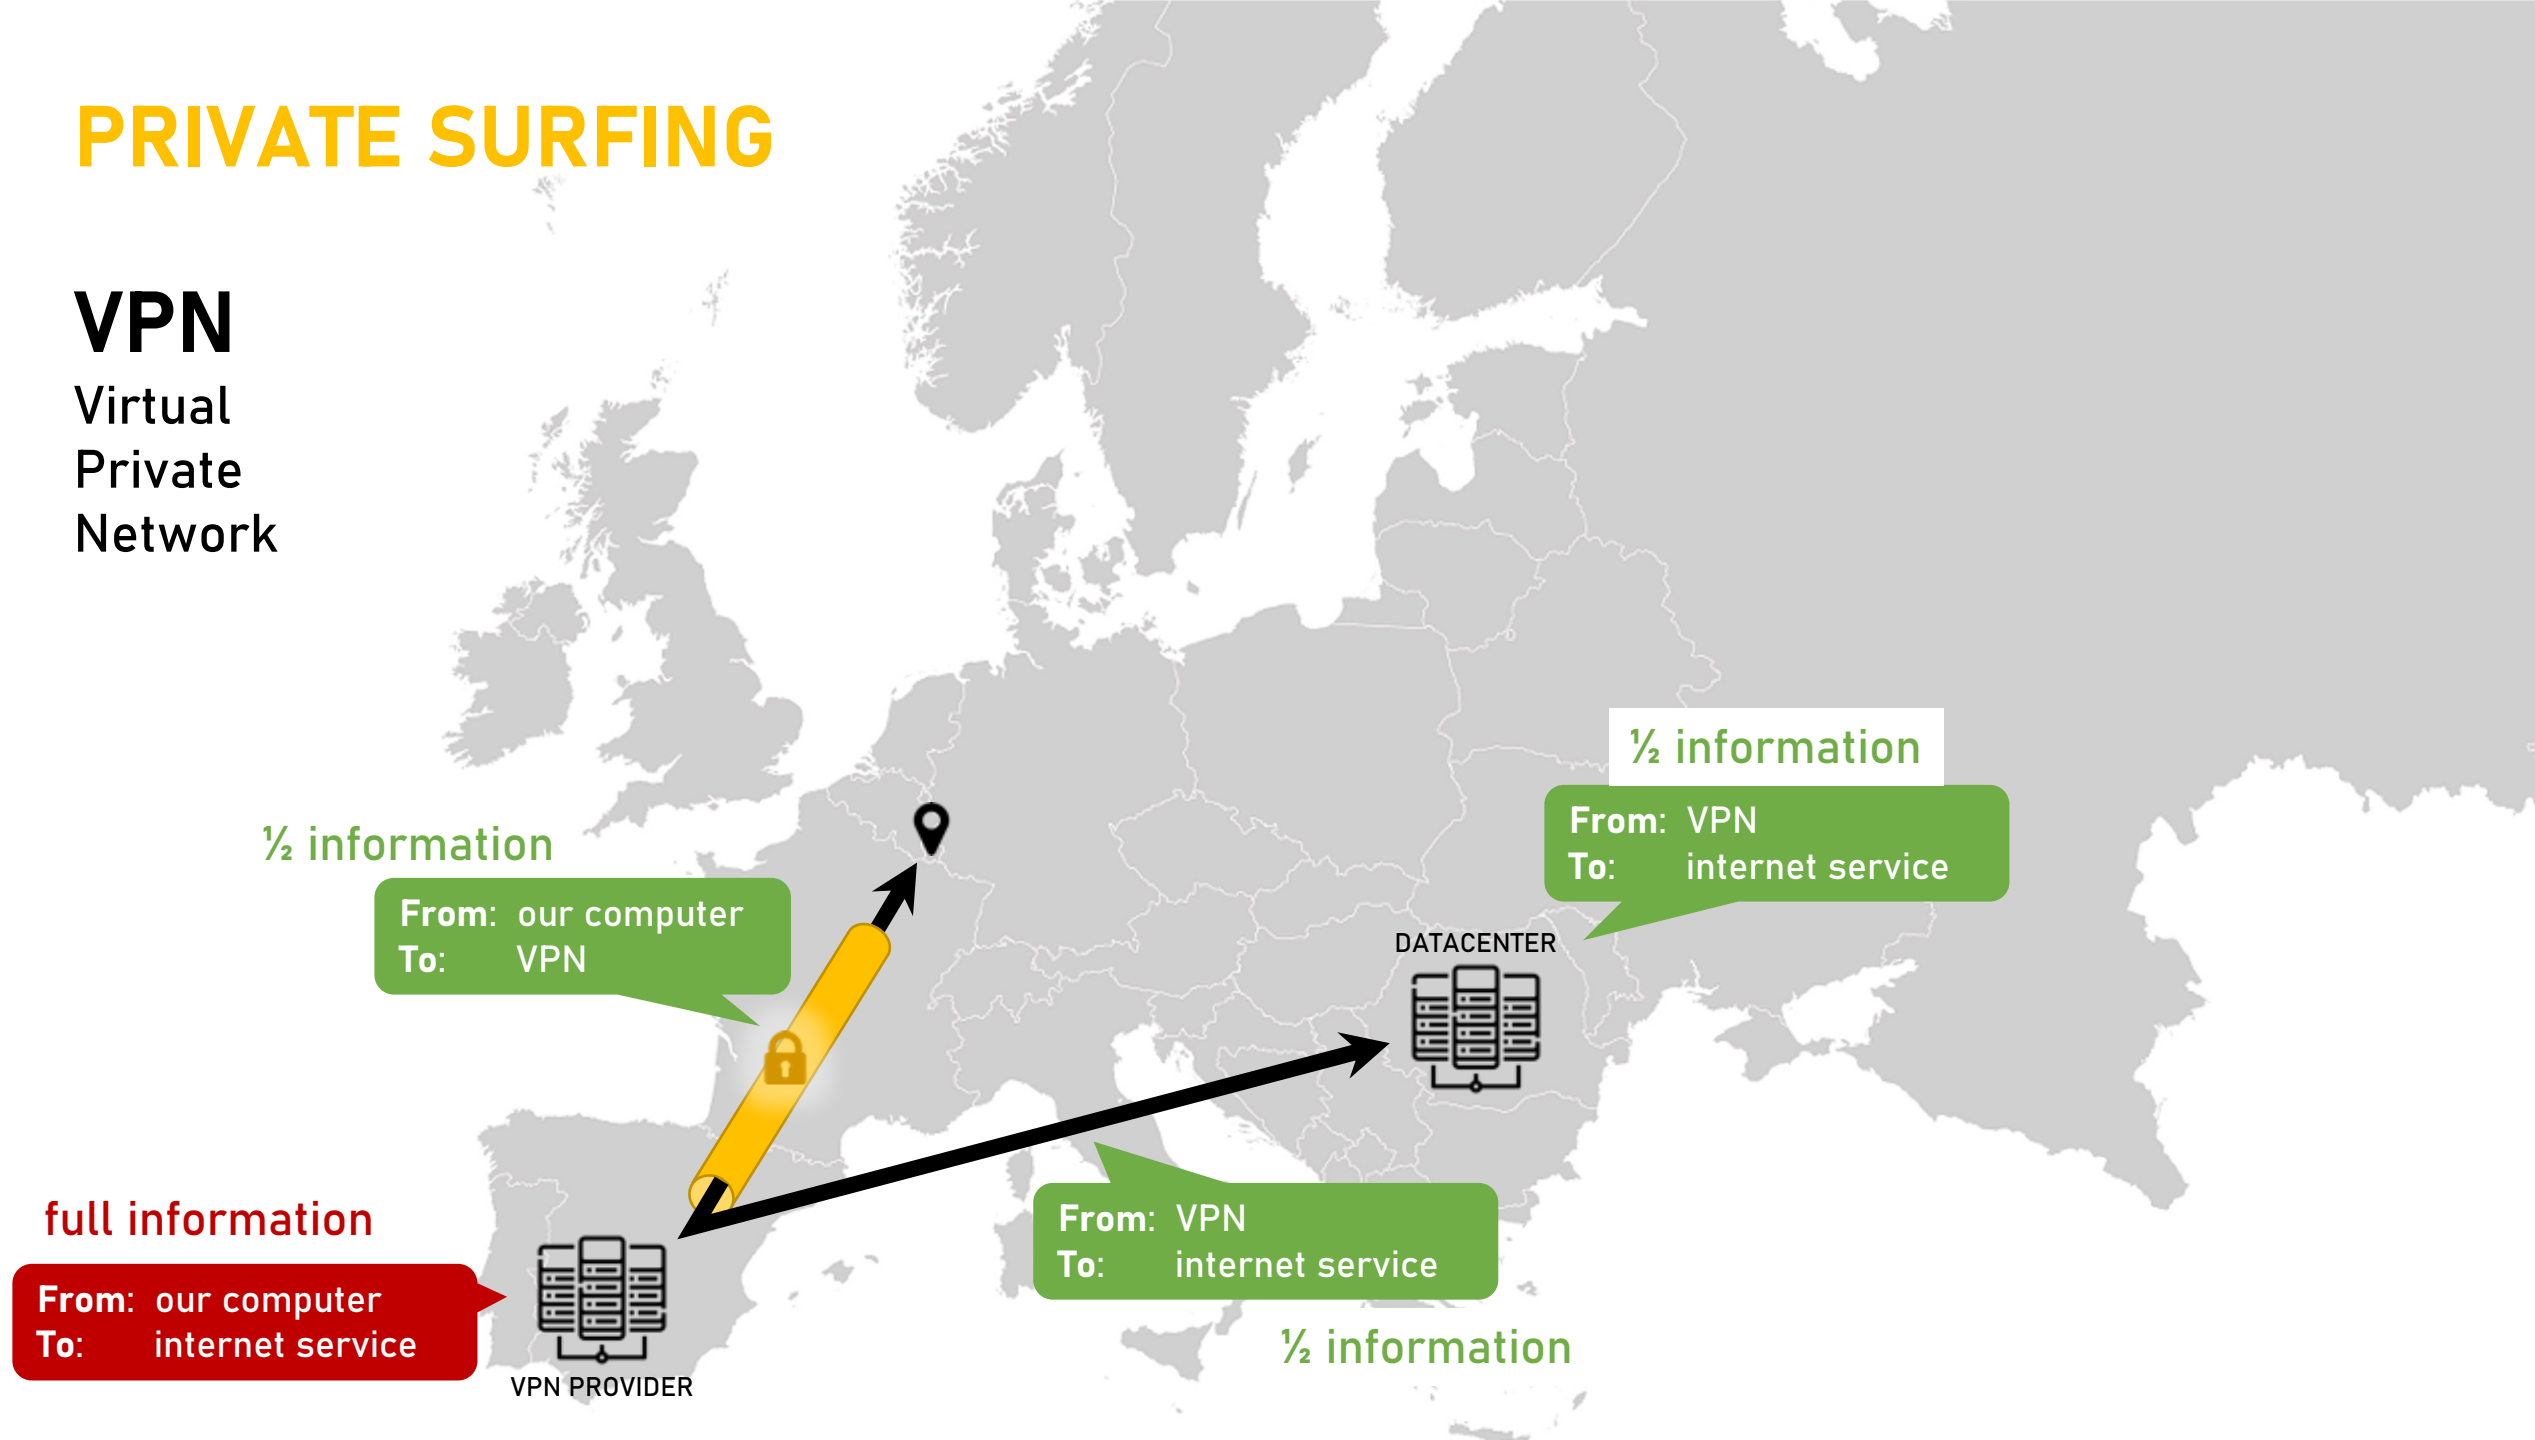 PRIVATE SURFING
VPN
Virtual
Private
Network
½ information
From: VPN
To: internet service
½ information
From: our computer
To: VPN
DATACENTER
full information
From: our computer
To: internet service
VPN PROVIDER
From: VPN
To: internet service
½ information